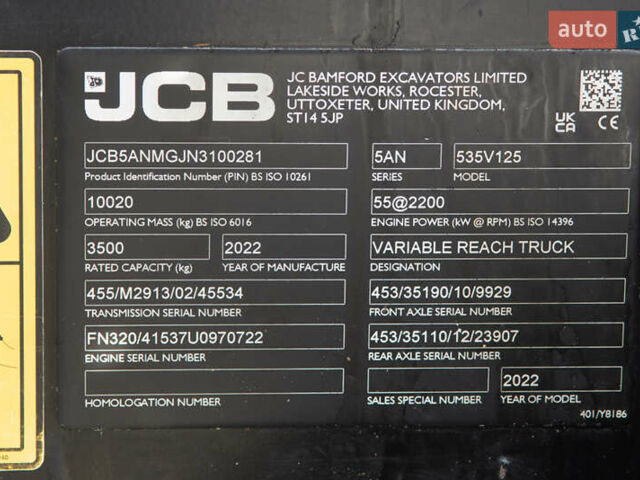 auto
JCB
JC BAMFORD EXCAVATORS LIMITED
LAKESIDE WORKS, ROCESTER,
UTTOXETER, UNITED KINGDOM,
ST14 5JP
UK
CA
CE
JCB5ANMGJN3100281
Product Identification Number (PIN) BS ISO 10261
5AN
SERIES
535V125
MODEL
10020
OPERATING MASS (kg) BS ISO 6016
55@2200
ENGINE POWER (kW @ RPM) BS ISO 14396
3500
RATED CAPACITY (kg)
2022
YEAR OF MANUFACTURE
VARIABLE REACH TRUCK
DESIGNATION
455/M2913/02/45534
TRANSMISSION SERIAL NUMBER
453/35190/10/9929
FRONT AXLE SERIAL NUMBER
FN320/41537U0970722
ENGINE SERIAL NUMBER
453/35110/12/23907
REAR AXLE SERIAL NUMBER
HOMOLOGATION NUMBER
SALES SPECIAL NUMBER
2022
YEAR OF MODEL
401/Y8186